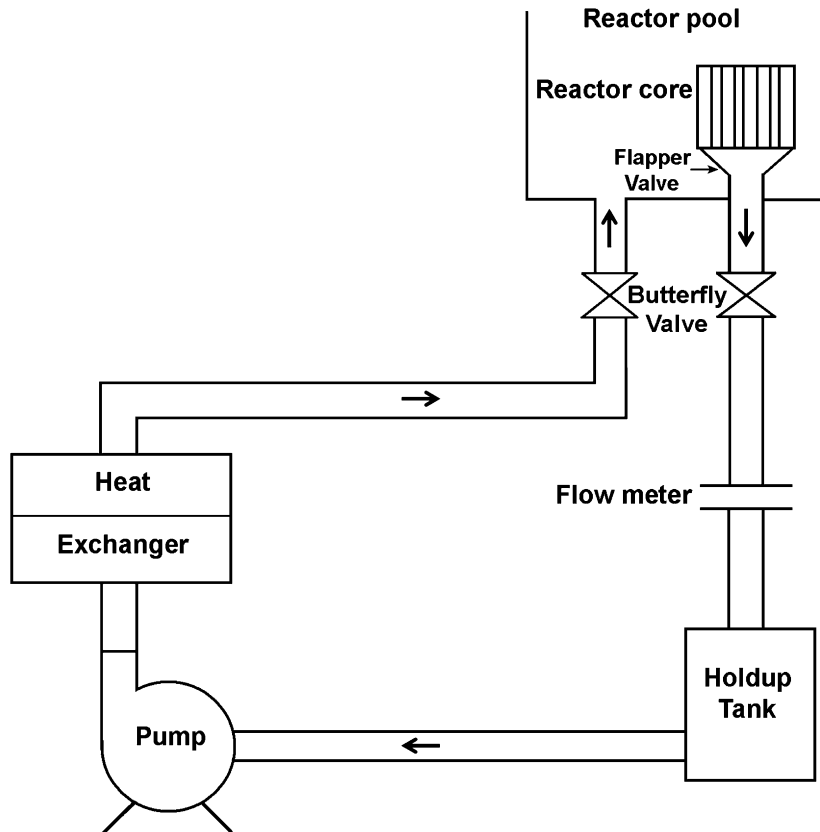 Reactor pool
Reactor core
Flapper
Valve
Butterfly
Valve
Heat
Exchanger
Flow meter
Holdup
Tank
Pump